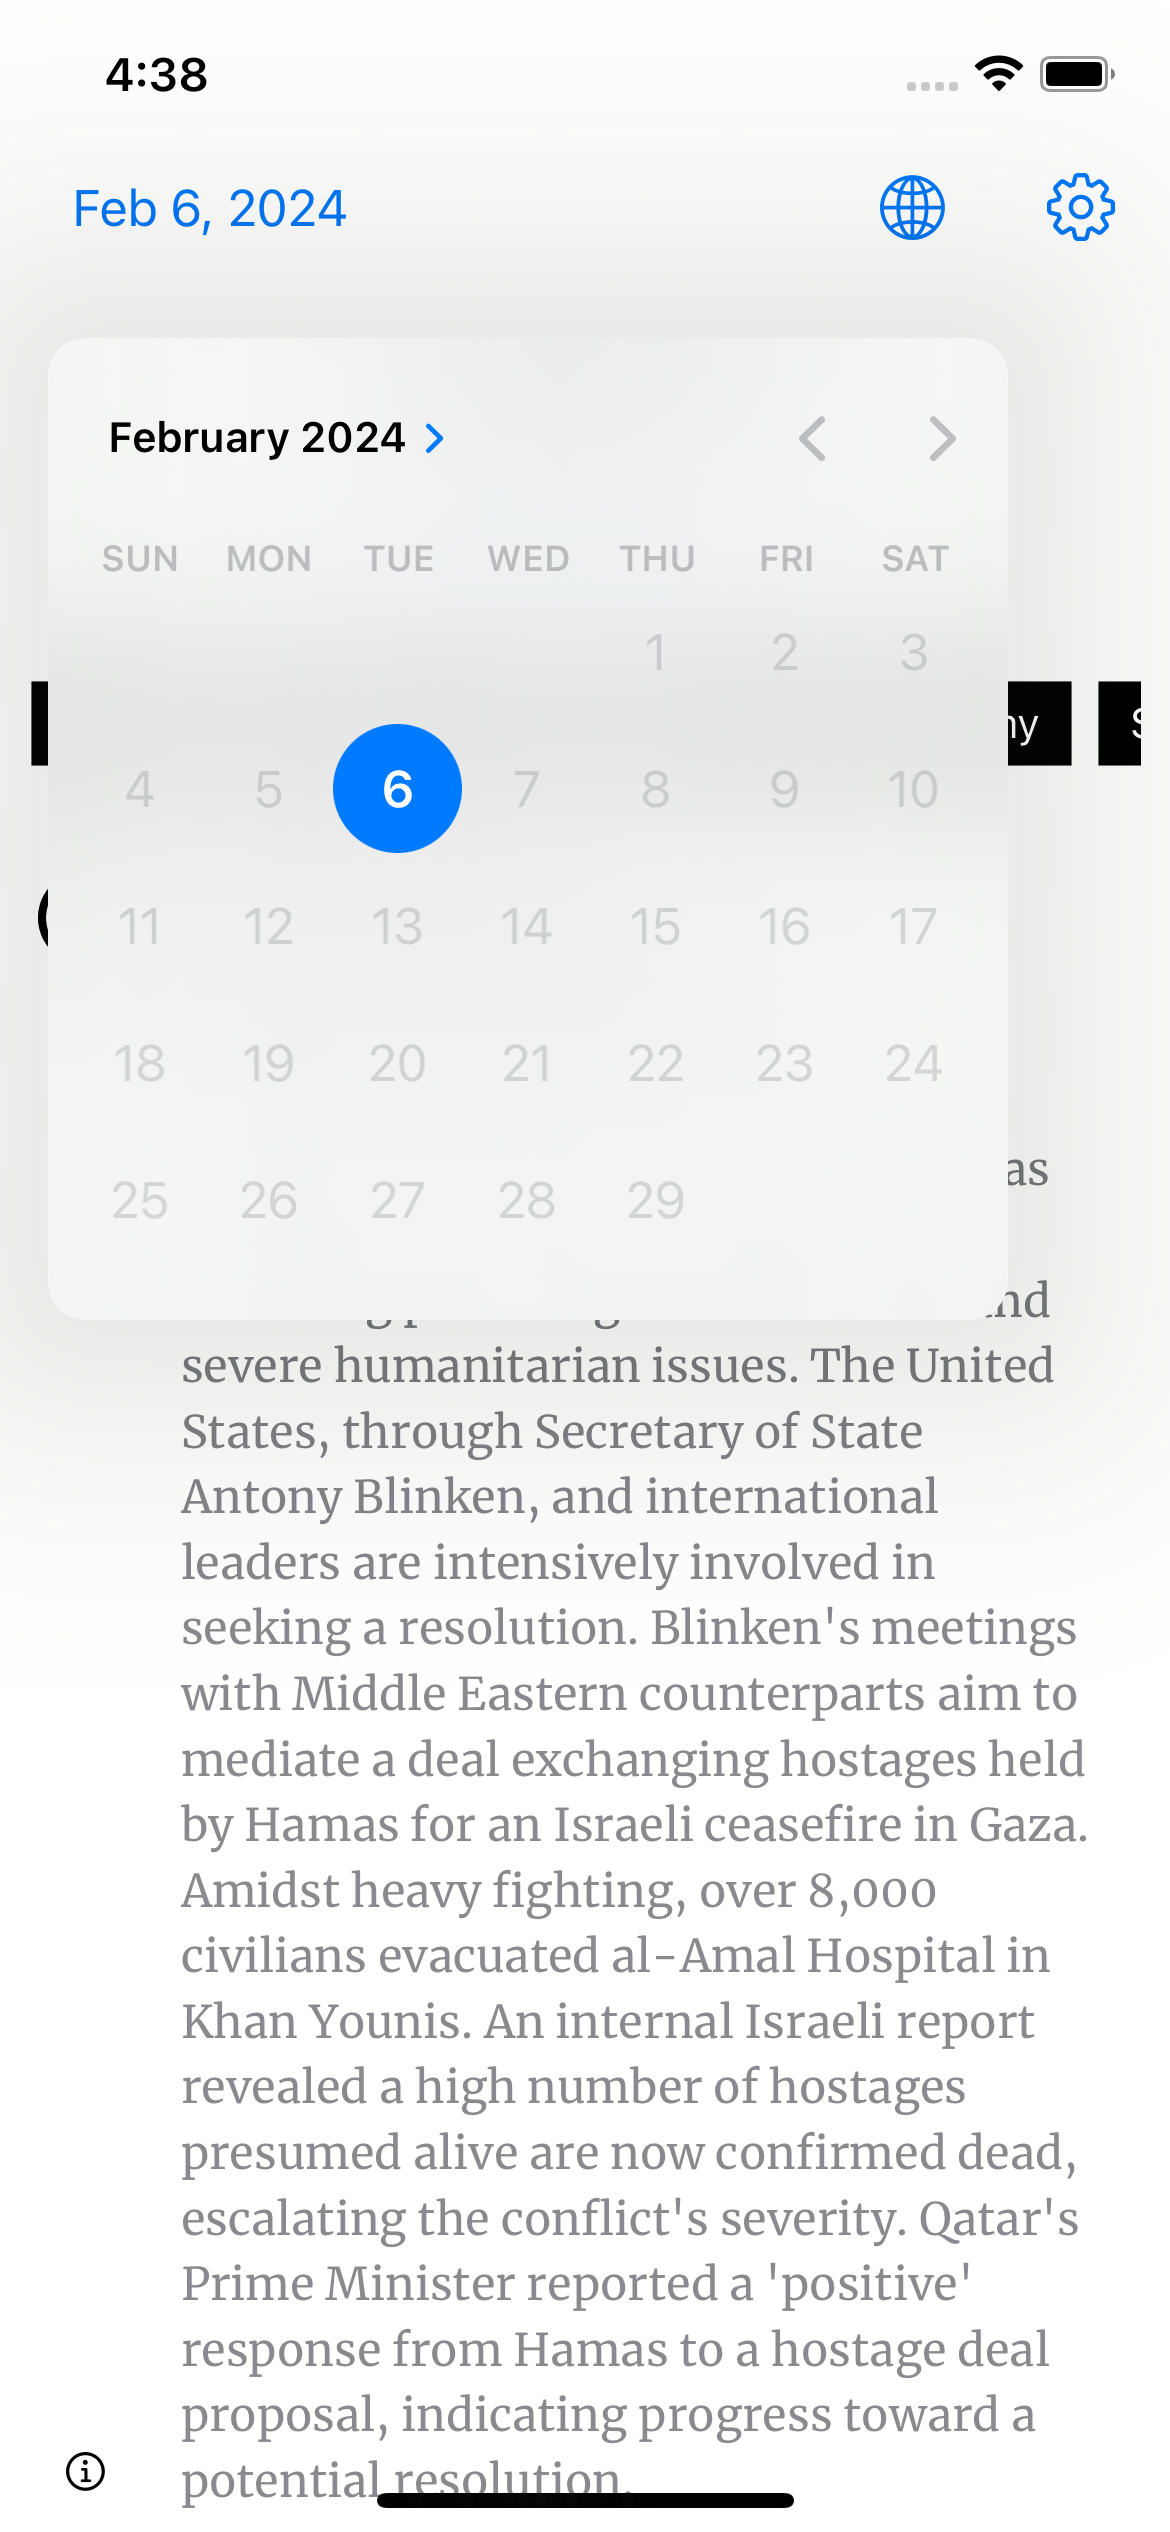 4:38
Feb 6, 2024
February 2024
SUN MON TUE WED THU FRI SAT
1 2 3
4 5 6 7 8 9 10
11 12 13 14 15 16 17
18 19 20 21 22 23 24
25 26 27 28 29
severe humanitarian issues. The United
States, through Secretary of State
Antony Blinken, and international
leaders are intensively involved in
seeking a resolution. Blinken's meetings
with Middle Eastern counterparts aim to
mediate a deal exchanging hostages held
by Hamas for an Israeli ceasefire in Gaza.
Amidst heavy fighting, over 8,000
civilians evacuated al-Amal Hospital in
Khan Younis. An internal Israeli report
revealed a high number of hostages
presumed alive are now confirmed dead,
escalating the conflict's severity. Qatar's
Prime Minister reported a 'positive'
response from Hamas to a hostage deal
proposal, indicating progress toward a
potential resolution.